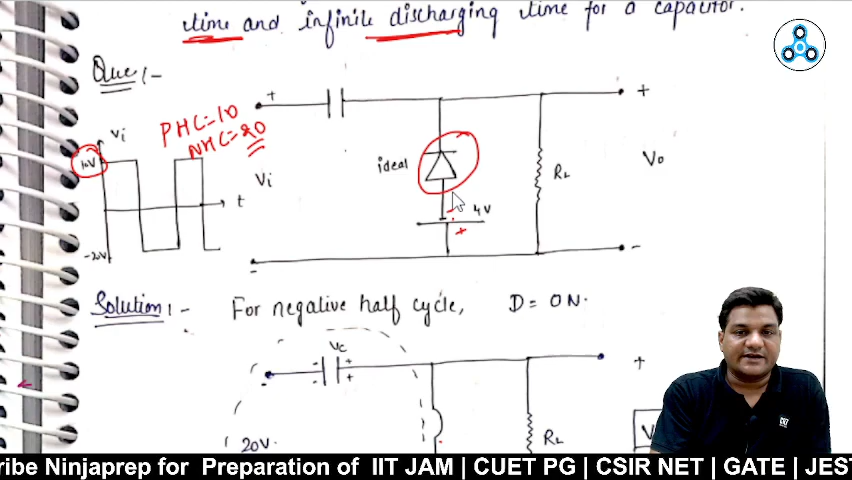 time and infinite discharging time for a capacitor.
Que :-
PHC=10
NHC=20
Vi
10V
t
-20V
+
Vi
-
ideal
-
4V
+
RL
+
Vo
-
Solution :- For negative half cycle, D = ON.
Vc
- +
- +
-
+
20V.
RL
V
ribe Ninjaprep for Preparation of IIT JAM | CUET PG | CSIR NET | GATE | JEST